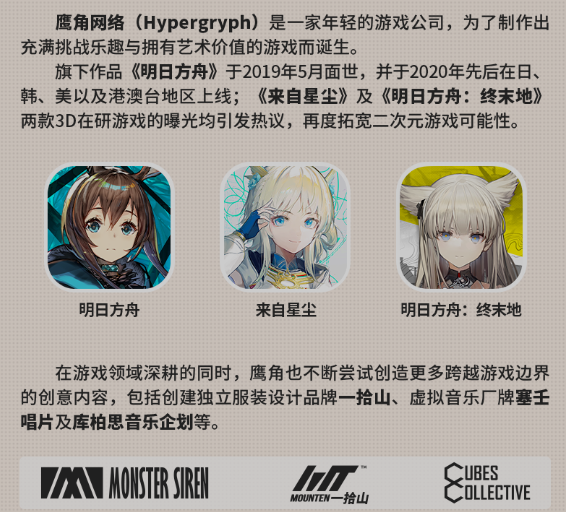 鹰角网络（Hypergryph）是一家年轻的游戏公司，为了制作出
充满挑战乐趣与拥有艺术价值的游戏而诞生。
旗下作品《明日方舟》于2019年5月面世，并于2020年先后在日、
韩、美以及港澳台地区上线；《来自星尘》及《明日方舟：终末地》
两款3D在研游戏的曝光均引发热议，再度拓宽二次元游戏可能性。
明日方舟
来自星尘
明日方舟：终末地
在游戏领域深耕的同时，鹰角也不断尝试创造更多跨越游戏边界
的创意内容，包括创建独立服装设计品牌一拾山、虚拟音乐厂牌塞壬
唱片及库柏思音乐企划等。
MONSTER SIREN
MOUNTEN一拾山
CUBES
COLLECTIVE